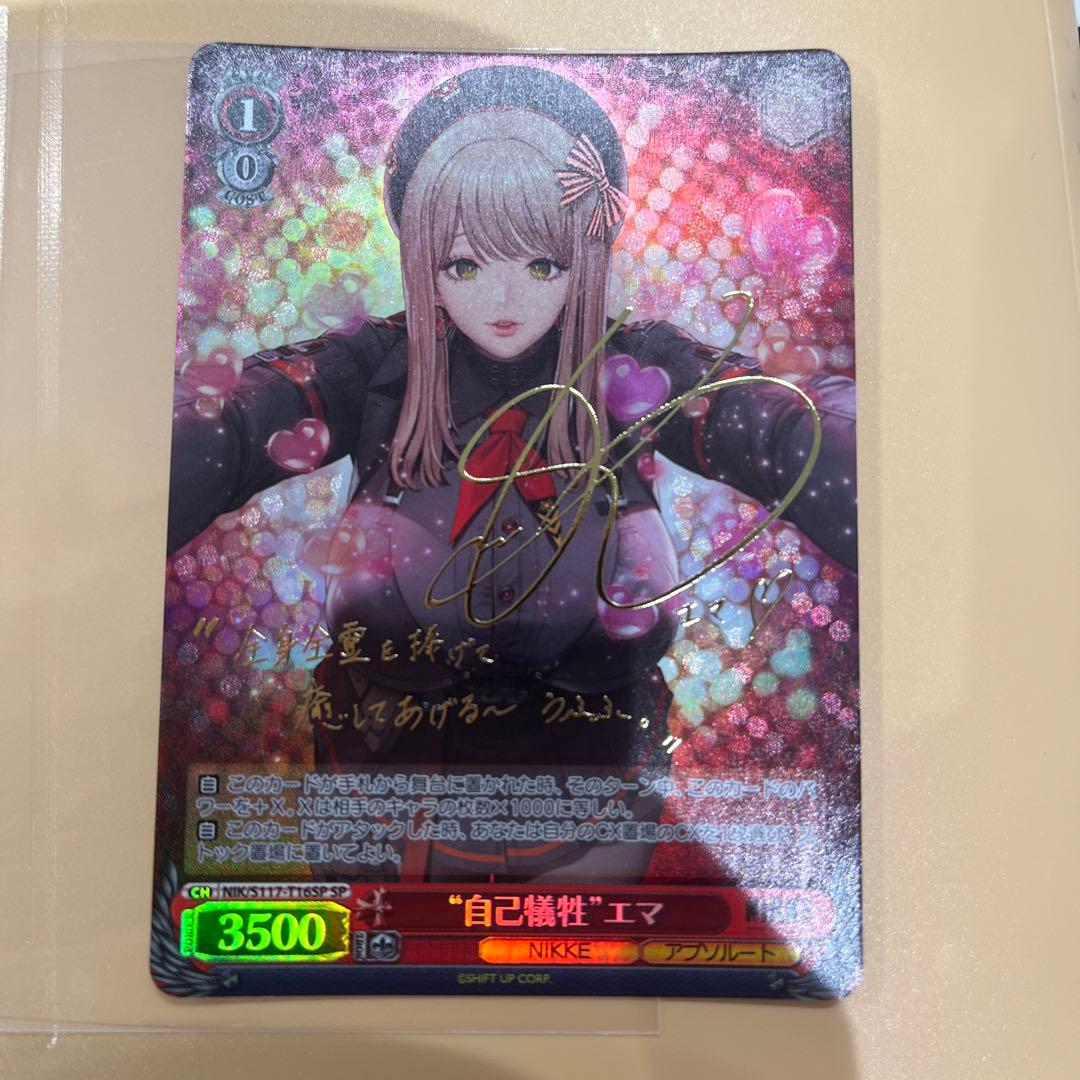 1
0
COST
エマ
"全身全霊を捧げて
癒してあげる〜 うふふ。"
自 このカードが手札から舞台に置かれた時、そのターン中、このカードのパ
ワーを＋X。Xは相手のキャラの枚数×1000に等しい。
自 このカードがアタックした時、あなたは自分のCX置場のCXを1枚選び、ス
トック置場に置いてよい。
CH NIK/S117-T16SP SP
POWER 3500
"自己犠牲"エマ
NIKKE アブソルート
©SHIFT UP CORP.